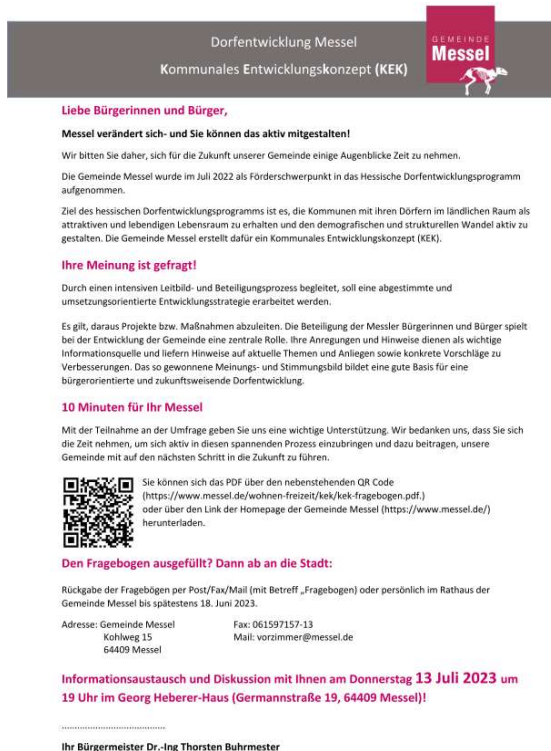 Dorfentwicklung Messel
Kommunales Entwicklungskonzept (KEK)
GEMEINDE
Messel
Liebe Bürgerinnen und Bürger,
Messel verändert sich- und Sie können das aktiv mitgestalten!
Wir bitten Sie daher, sich für die Zukunft unserer Gemeinde einige Augenblicke Zeit zu nehmen.
Die Gemeinde Messel wurde im Juli 2022 als Förderschwerpunkt in das Hessische Dorfentwicklungsprogramm
aufgenommen.
Ziel des hessischen Dorfentwicklungsprogramms ist es, die Kommunen mit ihren Dörfern im ländlichen Raum als
attraktiven und lebendigen Lebensraum zu erhalten und den demografischen und strukturellen Wandel aktiv zu
gestalten. Die Gemeinde Messel erstellt dafür ein Kommunales Entwicklungskonzept (KEK).
Ihre Meinung ist gefragt!
Durch einen intensiven Leitbild- und Beteiligungsprozess begleitet, soll eine abgestimmte und
umsetzungsorientierte Entwicklungsstrategie erarbeitet werden.
Es gilt, daraus Projekte bzw. Maßnahmen abzuleiten. Die Beteiligung der Messler Bürgerinnen und Bürger spielt
bei der Entwicklung der Gemeinde eine zentrale Rolle. Ihre Anregungen und Hinweise dienen als wichtige
Informationsquelle und liefern Hinweise auf aktuelle Themen und Anliegen sowie konkrete Vorschläge zu
Verbesserungen. Das so gewonnene Meinungs- und Stimmungsbild bildet eine gute Basis für eine
bürgerorientierte und zukunftsweisende Dorfentwicklung.
10 Minuten für Ihr Messel
Mit der Teilnahme an der Umfrage geben Sie uns eine wichtige Unterstützung. Wir bedanken uns, dass Sie sich
die Zeit nehmen, um sich aktiv in diesen spannenden Prozess einzubringen und dazu beitragen, unsere
Gemeinde mit auf den nächsten Schritt in die Zukunft zu führen.
Sie können sich das PDF über den nebenstehenden QR Code
(https://www.messel.de/wohnen-freizeit/kek/kek-fragebogen.pdf.)
oder über den Link der Homepage der Gemeinde Messel (https://www.messel.de/)
herunterladen.
Den Fragebogen ausgefüllt? Dann ab an die Stadt:
Rückgabe der Fragebögen per Post/Fax/Mail (mit Betreff „Fragebogen) oder persönlich im Rathaus der
Gemeinde Messel bis spätestens 18. Juni 2023.
Adresse: Gemeinde Messel Fax: 061597157-13
Kohlweg 15 Mail: vorzimmer@messel.de
64409 Messel
Informationsaustausch und Diskussion mit Ihnen am Donnerstag 13 Juli 2023 um
19 Uhr im Georg Heberer-Haus (Germannstraße 19, 64409 Messel)!
........................................
Ihr Bürgermeister Dr.-Ing Thorsten Buhrmester